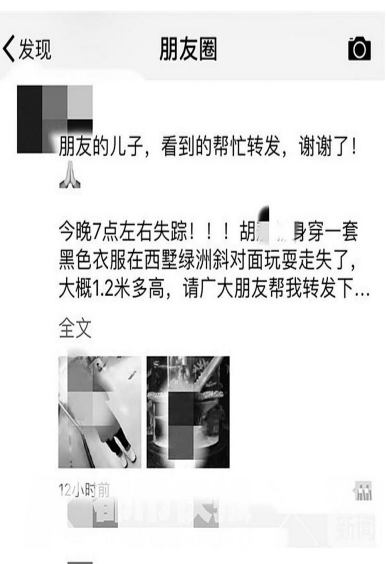 发现
朋友圈
朋友的儿子，看到的帮忙转发，谢谢了！
🙏
今晚7点左右失踪！！！胡 身穿一套
黑色衣服在西墅绿洲斜对面玩耍走失了，
大概1.2米多高，请广大朋友帮我转发下...
全文
12小时前
新闻